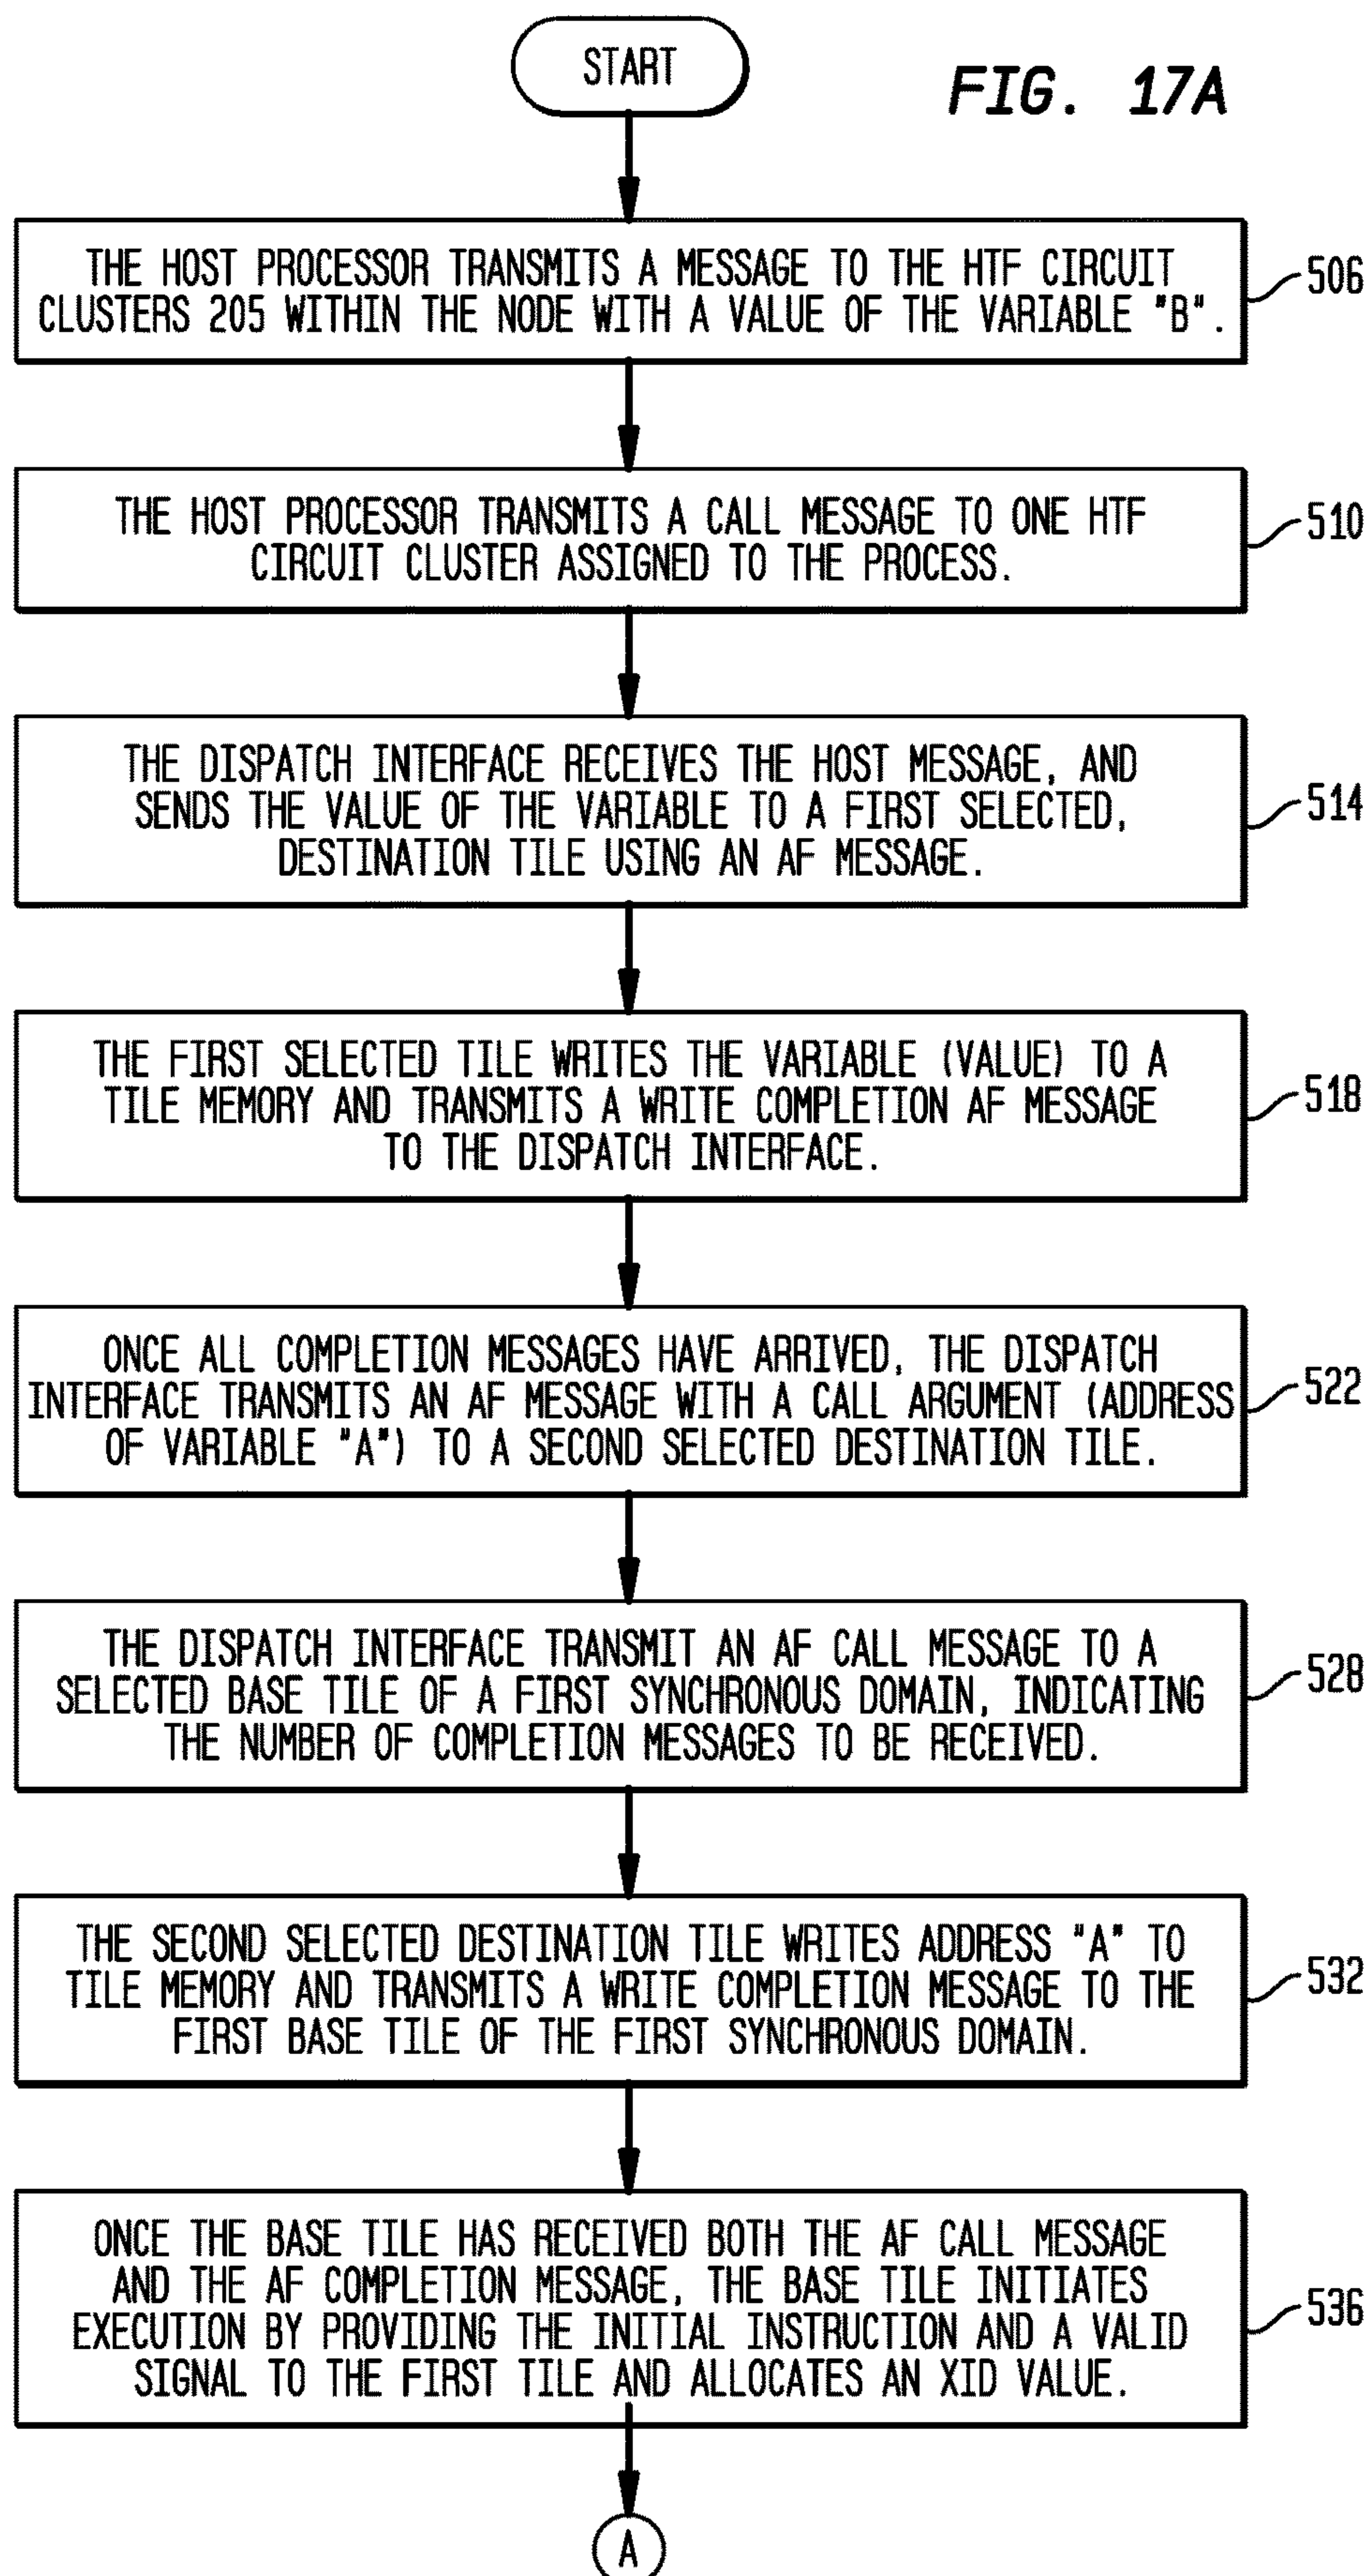 START
FIG. 17A
THE HOST PROCESSOR TRANSMITS A MESSAGE TO THE HTF CIRCUIT
CLUSTERS 205 WITHIN THE NODE WITH A VALUE OF THE VARIABLE "B".
506
THE HOST PROCESSOR TRANSMITS A CALL MESSAGE TO ONE HTF
CIRCUIT CLUSTER ASSIGNED TO THE PROCESS.
510
THE DISPATCH INTERFACE RECEIVES THE HOST MESSAGE, AND
SENDS THE VALUE OF THE VARIABLE TO A FIRST SELECTED,
DESTINATION TILE USING AN AF MESSAGE.
514
THE FIRST SELECTED TILE WRITES THE VARIABLE (VALUE) TO A
TILE MEMORY AND TRANSMITS A WRITE COMPLETION AF MESSAGE
TO THE DISPATCH INTERFACE.
518
ONCE ALL COMPLETION MESSAGES HAVE ARRIVED, THE DISPATCH
INTERFACE TRANSMITS AN AF MESSAGE WITH A CALL ARGUMENT (ADDRESS
OF VARIABLE "A") TO A SECOND SELECTED DESTINATION TILE.
522
THE DISPATCH INTERFACE TRANSMIT AN AF CALL MESSAGE TO A
SELECTED BASE TILE OF A FIRST SYNCHRONOUS DOMAIN, INDICATING
THE NUMBER OF COMPLETION MESSAGES TO BE RECEIVED.
528
THE SECOND SELECTED DESTINATION TILE WRITES ADDRESS "A" TO
TILE MEMORY AND TRANSMITS A WRITE COMPLETION MESSAGE TO THE
FIRST BASE TILE OF THE FIRST SYNCHRONOUS DOMAIN.
532
ONCE THE BASE TILE HAS RECEIVED BOTH THE AF CALL MESSAGE
AND THE AF COMPLETION MESSAGE, THE BASE TILE INITIATES
EXECUTION BY PROVIDING THE INITIAL INSTRUCTION AND A VALID
SIGNAL TO THE FIRST TILE AND ALLOCATES AN XID VALUE.
536
A